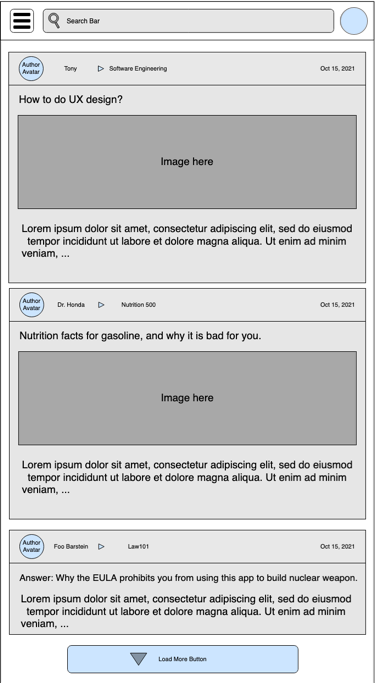 Search Bar
Author
Avatar
Tony
Software Engineering
Oct 15, 2021
How to do UX design?
Image here
Lorem ipsum dolor sit amet, consectetur adipiscing elit, sed do eiusmod
tempor incididunt ut labore et dolore magna aliqua. Ut enim ad minim
veniam, ...
Author
Avatar
Dr. Honda
Nutrition 500
Oct 15, 2021
Nutrition facts for gasoline, and why it is bad for you.
Image here
Lorem ipsum dolor sit amet, consectetur adipiscing elit, sed do eiusmod
tempor incididunt ut labore et dolore magna aliqua. Ut enim ad minim
veniam, ...
Author
Avatar
Foo Barstein
Law101
Oct 15, 2021
Answer: Why the EULA prohibits you from using this app to build nuclear weapon.
Lorem ipsum dolor sit amet, consectetur adipiscing elit, sed do eiusmod
tempor incididunt ut labore et dolore magna aliqua. Ut enim ad minim
veniam, ...
Load More Button